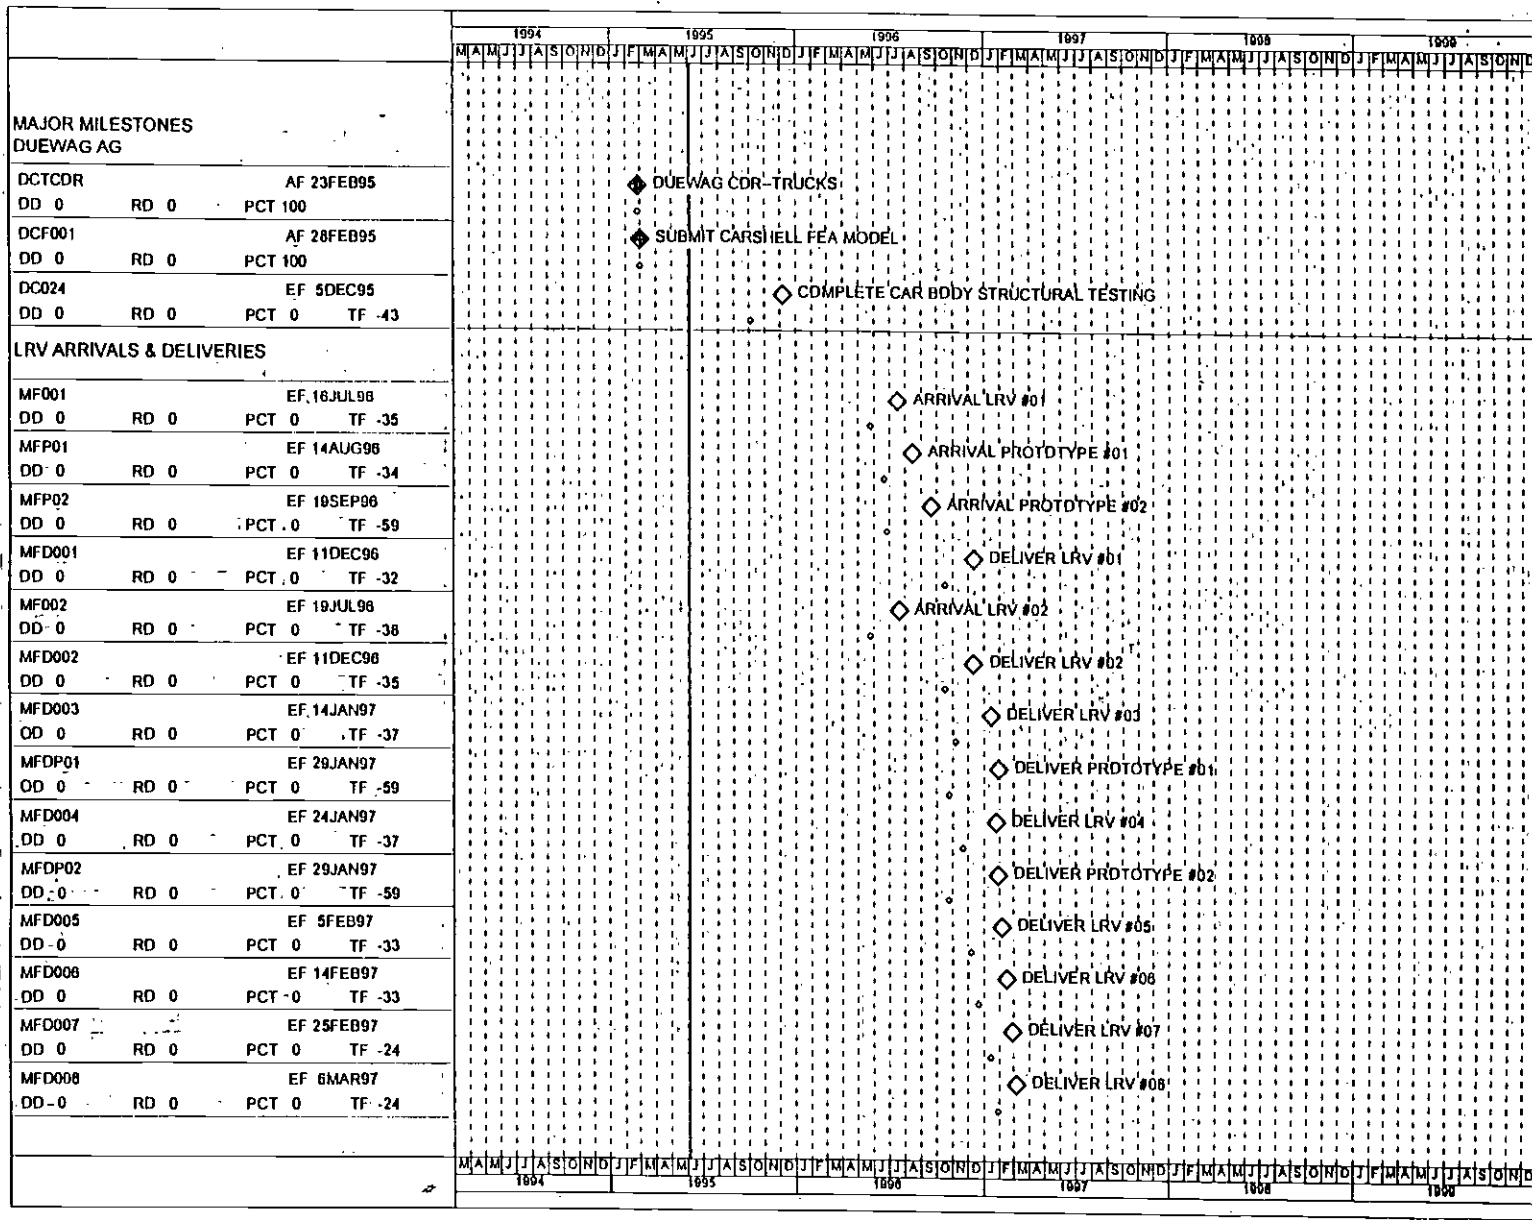 1994 1995 1996 1997 1998 1999
M A M J J A S O N D J F M A M J J A S O N D J F M A M J J A S O N D J F M A M J J A S O N D J F M A M J J A S O N D J F M A M J J A S O N D
MAJOR MILESTONES
DUEWAG AG
DCTCDR AF 23FEB95 DUEWAG CDR-TRUCKS
DD 0 RD 0 PCT 100
DCF001 AF 28FEB95 SUBMIT CARSHELL FEA MODEL
DD 0 RD 0 PCT 100
DC024 EF 5DEC95 COMPLETE CAR BODY STRUCTURAL TESTING
DD 0 RD 0 PCT 0 TF -43
LRV ARRIVALS & DELIVERIES
MF001 EF 16JUL96 ARRIVAL LRV #01
DD 0 RD 0 PCT 0 TF -35
MFP01 EF 14AUG96 ARRIVAL PROTOTYPE #01
DD 0 RD 0 PCT 0 TF -34
MFP02 EF 19SEP96 ARRIVAL PROTOTYPE #02
DD 0 RD 0 PCT 0 TF -59
MFD001 EF 11DEC96 DELIVER LRV #01
DD 0 RD 0 PCT 0 TF -32
MF002 EF 19JUL96 ARRIVAL LRV #02
DD 0 RD 0 PCT 0 TF -38
MFD002 EF 11DEC96 DELIVER LRV #02
DD 0 RD 0 PCT 0 TF -35
MFD003 EF 14JAN97 DELIVER LRV #03
OD 0 RD 0 PCT 0 TF -37
MFDP01 EF 29JAN97 DELIVER PROTOTYPE #01
OD 0 RD 0 PCT 0 TF -59
MFD004 EF 24JAN97 DELIVER LRV #04
DD 0 RD 0 PCT 0 TF -37
MFDP02 EF 29JAN97 DELIVER PROTOTYPE #02
DD 0 RD 0 PCT 0 TF -59
MFD005 EF 5FEB97 DELIVER LRV #05
DD 0 RD 0 PCT 0 TF -33
MFD006 EF 14FEB97 DELIVER LRV #06
DD 0 RD 0 PCT 0 TF -33
MFD007 EF 25FEB97 DELIVER LRV #07
DD 0 RD 0 PCT 0 TF -24
MFD008 EF 6MAR97 DELIVER LRV #08
DD 0 RD 0 PCT 0 TF -24
M A M J J A S O N D J F M A M J J A S O N D J F M A M J J A S O N D J F M A M J J A S O N D J F M A M J J A S O N D J F M A M J J A S O N D
1994 1995 1996 1997 1998 1999